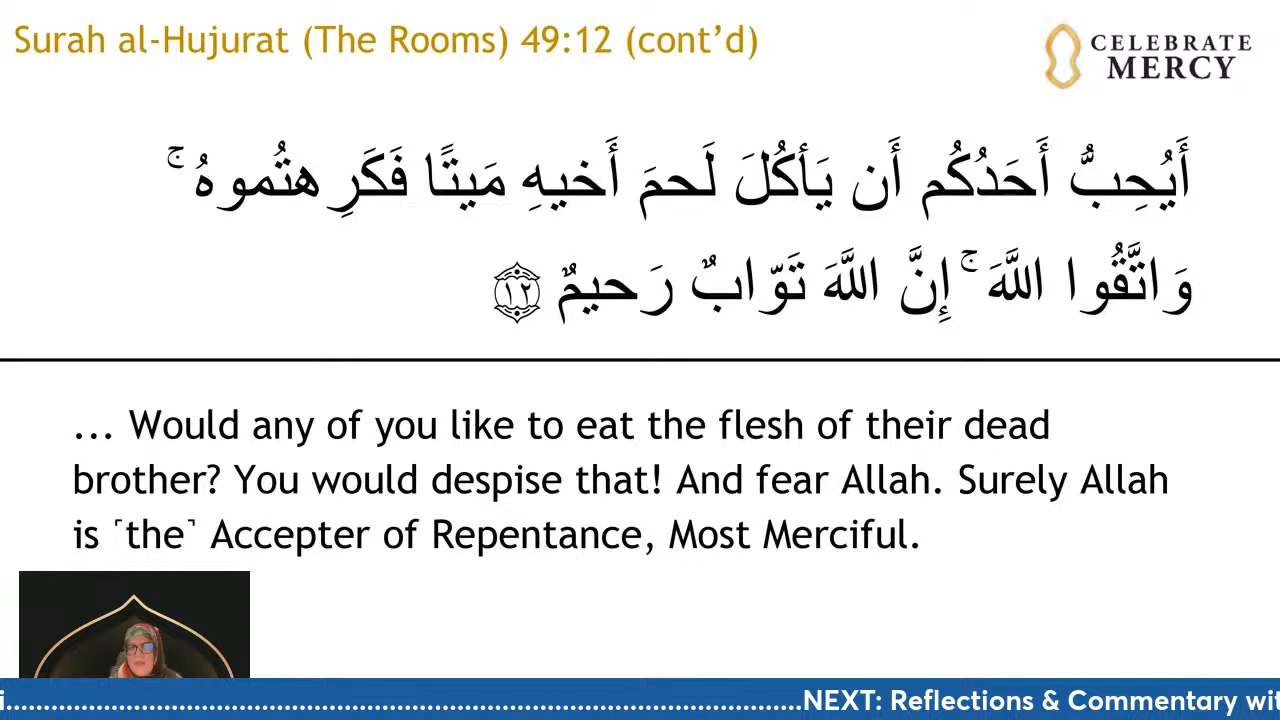 Surah al-Hujurat (The Rooms) 49:12 (cont’d)
CELEBRATE
MERCY
أَيُحِبُّ أَحَدُكُم أَن يَأكُلَ لَحمَ أَخيهِ مَيتًا فَكَرِهتُموهُ ۚ
وَاتَّقُوا اللَّهَ ۚ إِنَّ اللَّهَ تَوّابٌ رَحيمٌ ١٢
... Would any of you like to eat the flesh of their dead
brother? You would despise that! And fear Allah. Surely Allah
is ˹the˺ Accepter of Repentance, Most Merciful.
i....................................................................................................NEXT: Reflections & Commentary wit